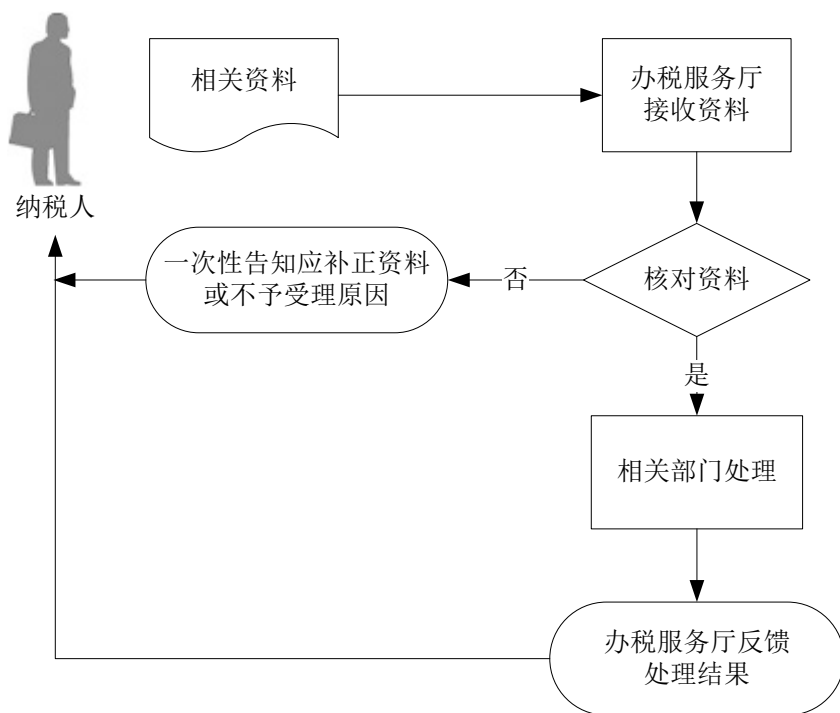 相关资料
办税服务厅
接收资料
纳税人
一次性告知应补正资料
或不予受理原因
否
核对资料
是
相关部门处理
办税服务厅反馈
处理结果